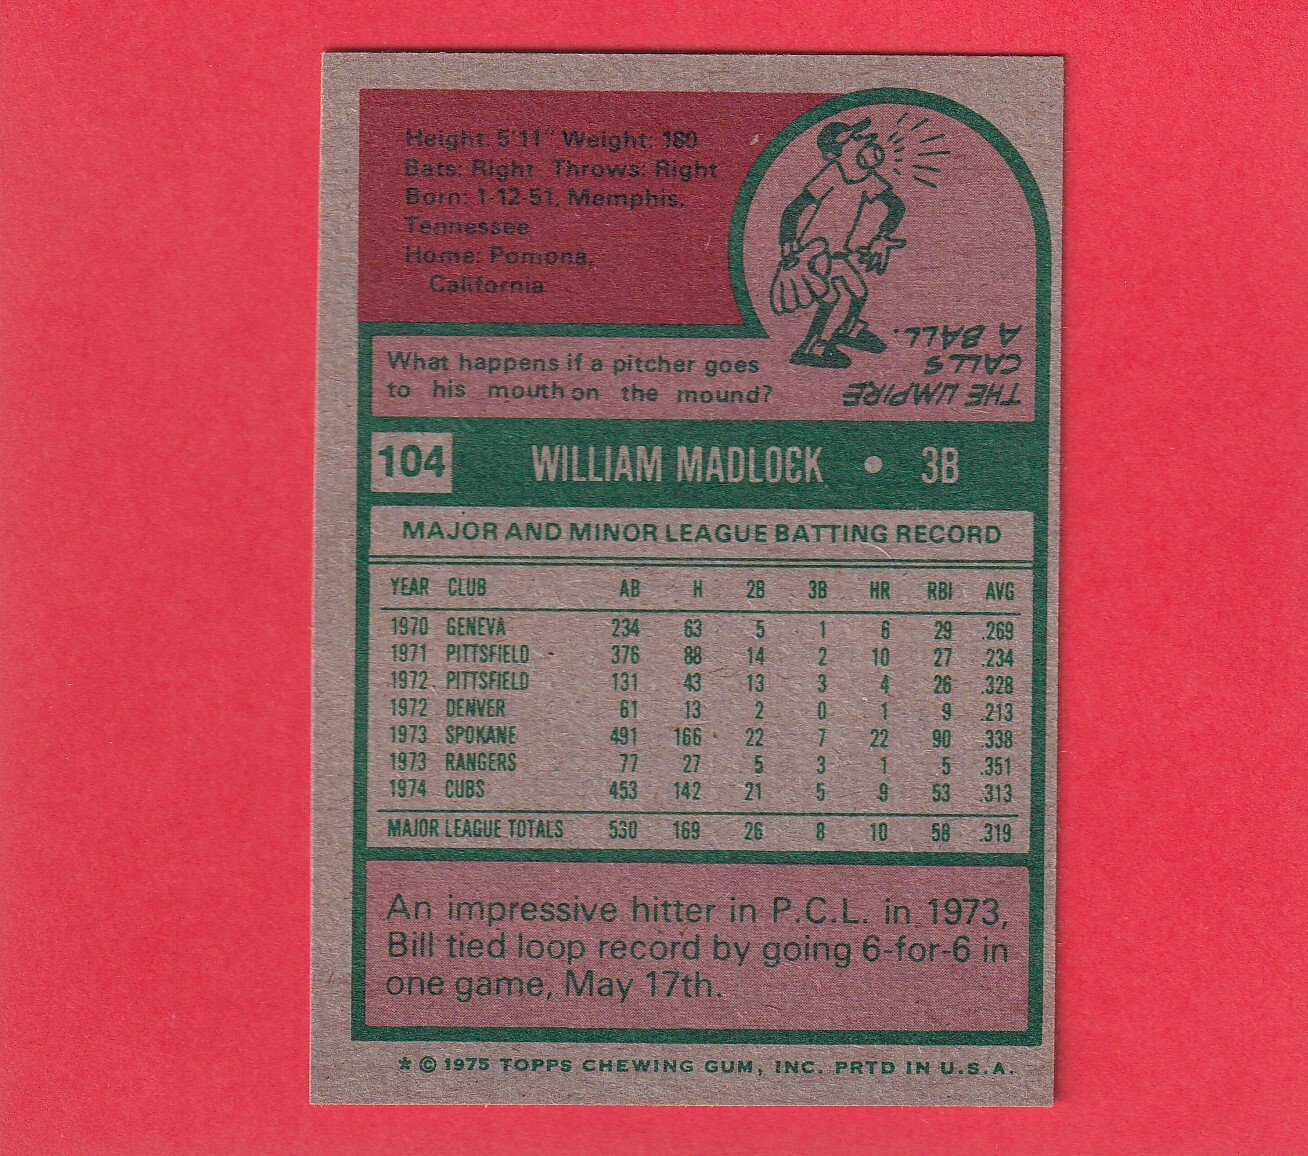 Height: 5'11" Weight: 180
Bats: Right Throws: Right
Born: 1-12-51, Memphis,
Tennessee
Home: Pomona,
California
What happens if a pitcher goes
to his mouth on the mound?
THE UMPIRE
CALLS
A BALL.
104 WILLIAM MADLOCK • 3B
MAJOR AND MINOR LEAGUE BATTING RECORD
YEAR CLUB AB H 2B 3B HR RBI AVG
1970 GENEVA 234 63 5 1 6 29 .269
1971 PITTSFIELD 376 88 14 2 10 27 .234
1972 PITTSFIELD 131 43 13 3 4 26 .328
1972 DENVER 61 13 2 0 1 9 .213
1973 SPOKANE 491 166 22 7 22 90 .338
1973 RANGERS 77 27 5 3 1 5 .351
1974 CUBS 453 142 21 5 9 53 .313
MAJOR LEAGUE TOTALS 530 169 26 8 10 58 .319
An impressive hitter in P.C.L. in 1973,
Bill tied loop record by going 6-for-6 in
one game, May 17th.
* © 1975 TOPPS CHEWING GUM, INC. PRTD IN U.S.A.